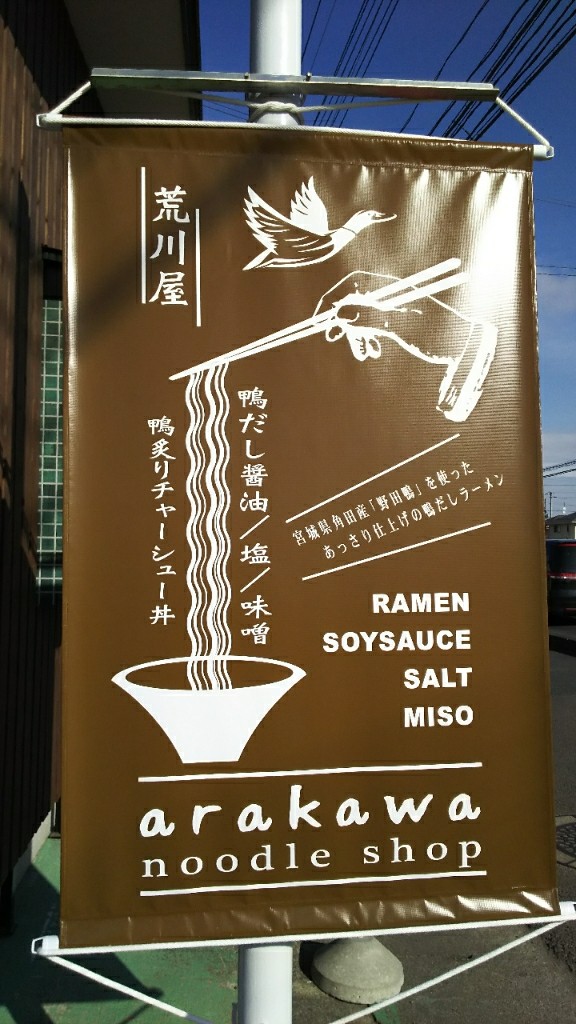 荒川屋
鴨だし醤油/塩/味噌
鴨炙りチャーシュー丼
宮城県角田産「野田鴨」を使った
あっさり仕上げの鴨だしラーメン
RAMEN
SOYSAUCE
SALT
MISO
arakawa
noodle shop